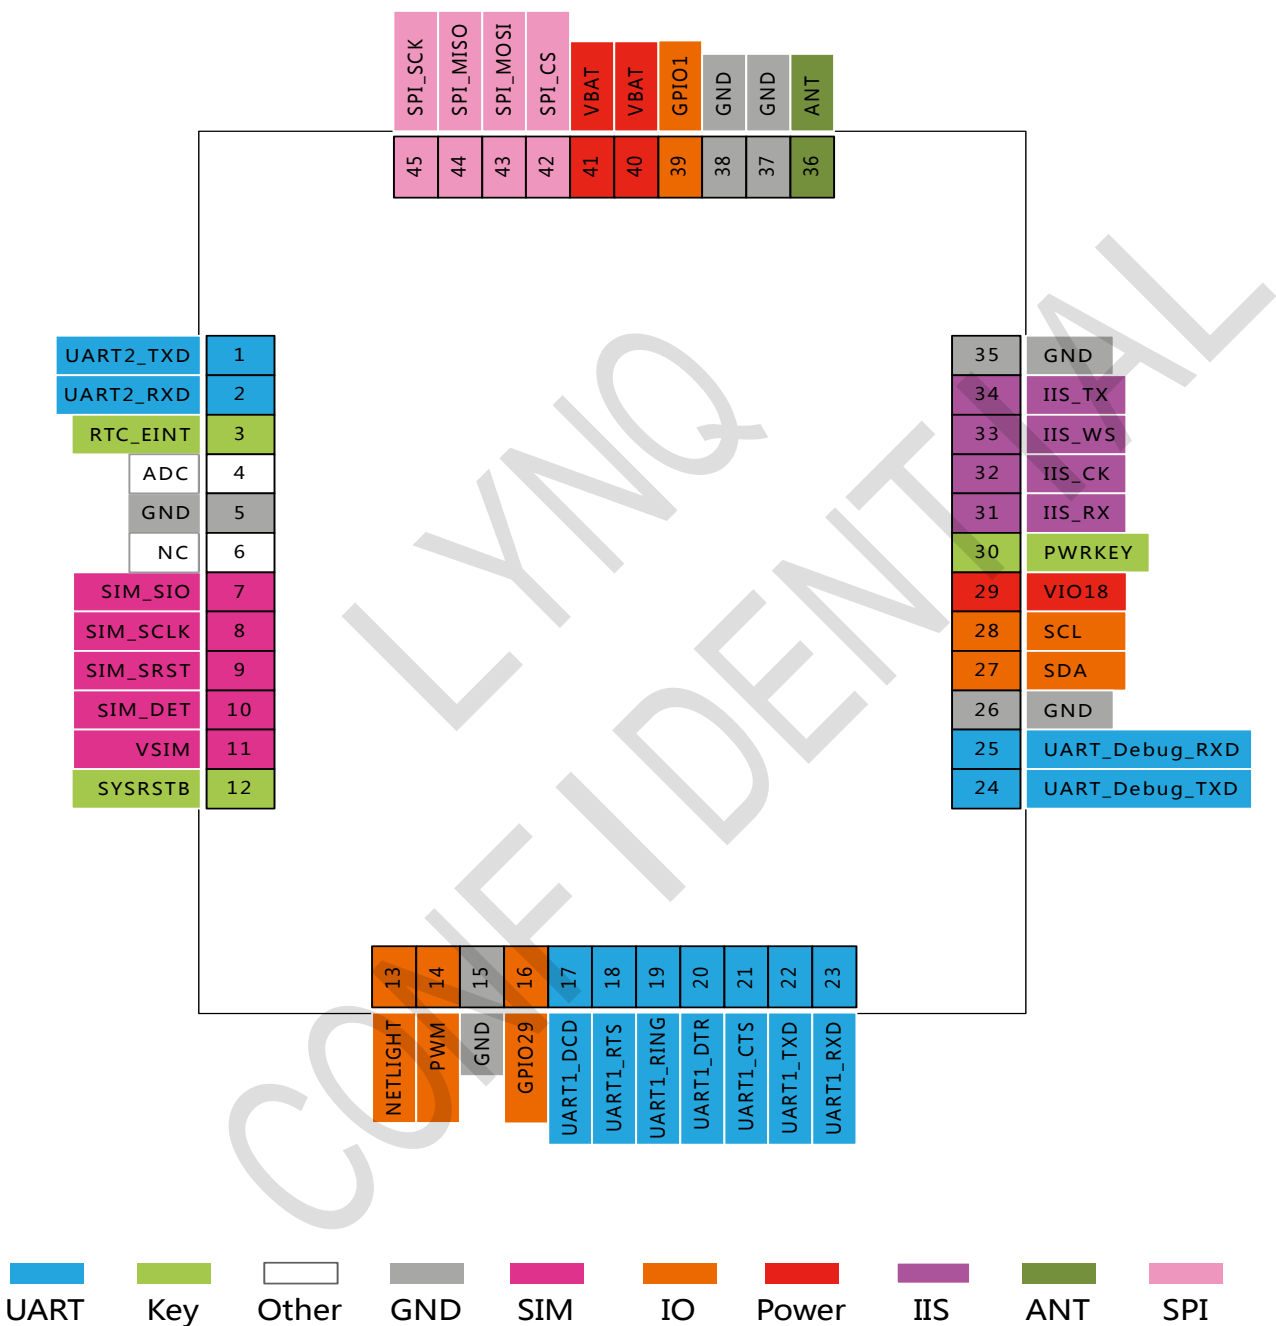 SPI_SCK
SPI_MISO
SPI_MOSI
SPI_CS
VBAT
VBAT
GPIO1
GND
GND
ANT
45 44 43 42 41 40 39 38 37 36
UART2_TXD 1
UART2_RXD 2
RTC_EINT 3
ADC 4
GND 5
NC 6
SIM_SIO 7
SIM_SCLK 8
SIM_SRST 9
SIM_DET 10
VSIM 11
SYSRSTB 12
35 GND
34 IIS_TX
33 IIS_WS
32 IIS_CK
31 IIS_RX
30 PWRKEY
29 VIO18
28 SCL
27 SDA
26 GND
25 UART_Debug_RXD
24 UART_Debug_TXD
13 14 15 16 17 18 19 20 21 22 23
NETLIGHT
PWM
GND
GPIO29
UART1_DCD
UART1_RTS
UART1_RING
UART1_DTR
UART1_CTS
UART1_TXD
UART1_RXD
LYNQ
CONFIDENTIAL
UART Key Other GND SIM IO Power IIS ANT SPI